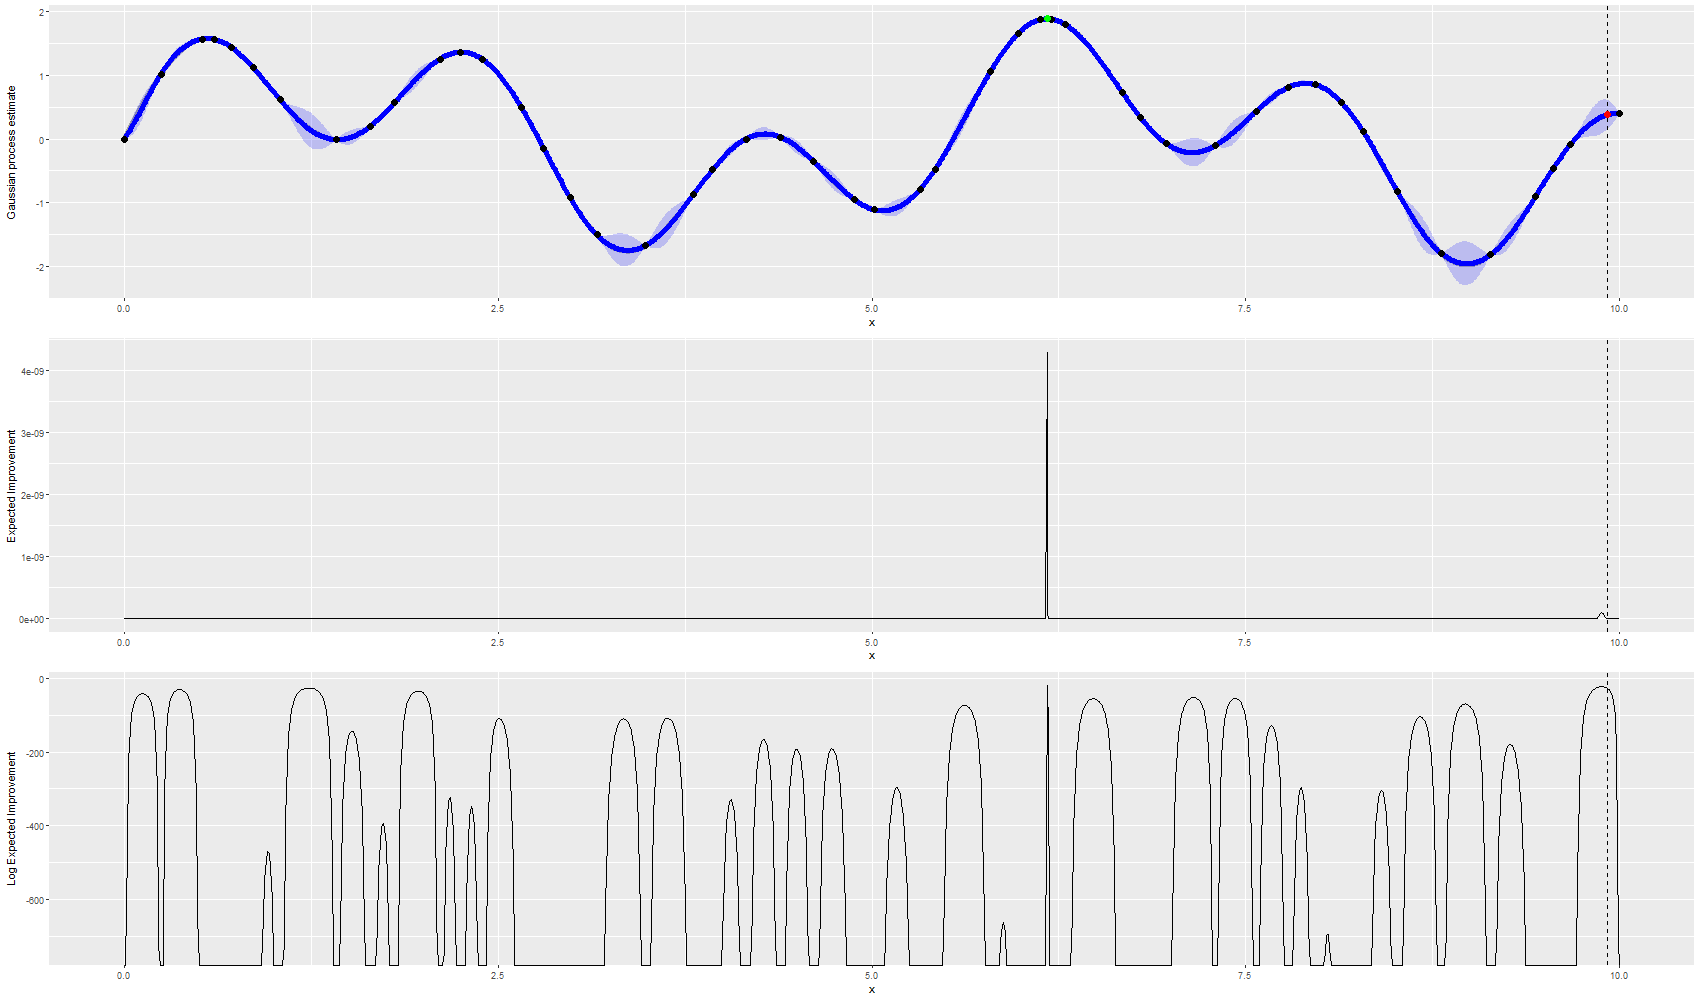 Gaussian process estimate
2
1
0
-1
-2
0.0 2.5 5.0 7.5 10.0
x
Expected Improvement
4e-09
3e-09
2e-09
1e-09
0e+00
0.0 2.5 5.0 7.5 10.0
x
Log Expected Improvement
0
-200
-400
-600
0.0 2.5 5.0 7.5 10.0
x